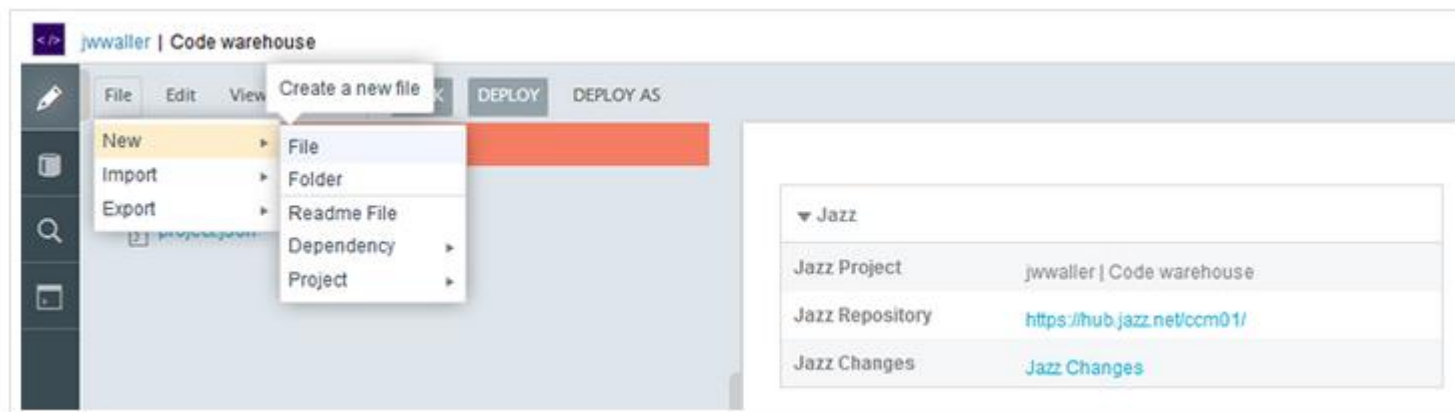 </> jwwaller | Code warehouse
File Edit View DEPLOY DEPLOY AS
Create a new file
New
Import
Export
File
Folder
Readme File
Dependency
Project
project.json
Jazz
Jazz Project jwwaller | Code warehouse
Jazz Repository https://hub.jazz.net/ccm01/
Jazz Changes Jazz Changes